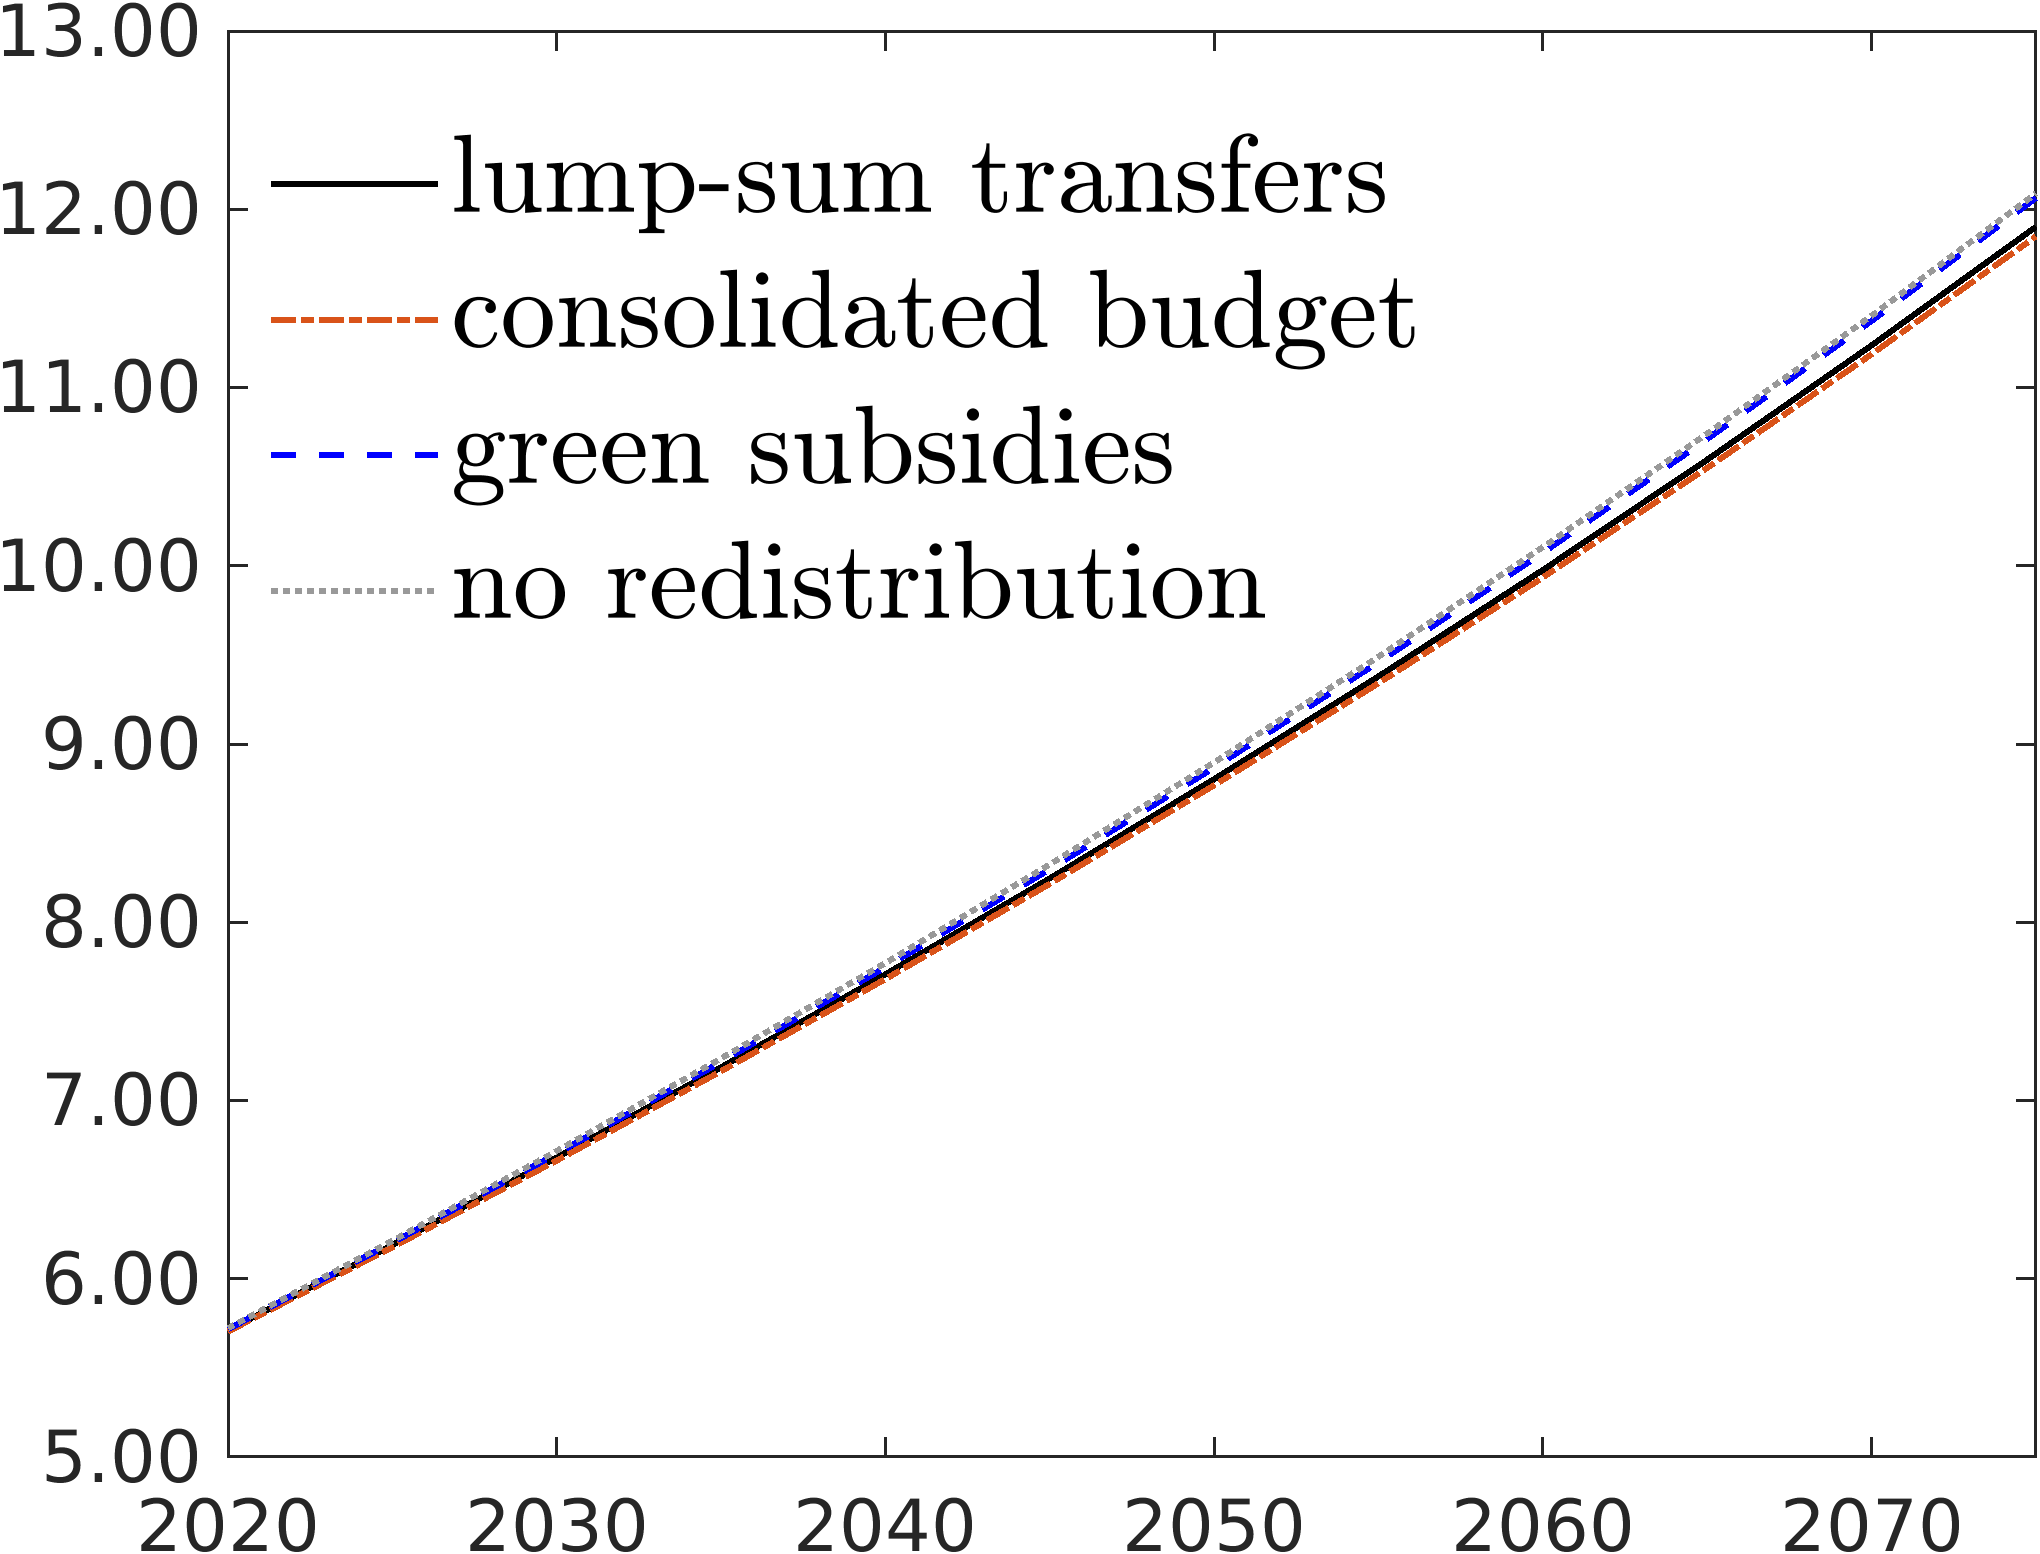 13.00
12.00
11.00
10.00
9.00
8.00
7.00
6.00
5.00
lump-sum transfers
consolidated budget
green subsidies
no redistribution
2020 2030 2040 2050 2060 2070